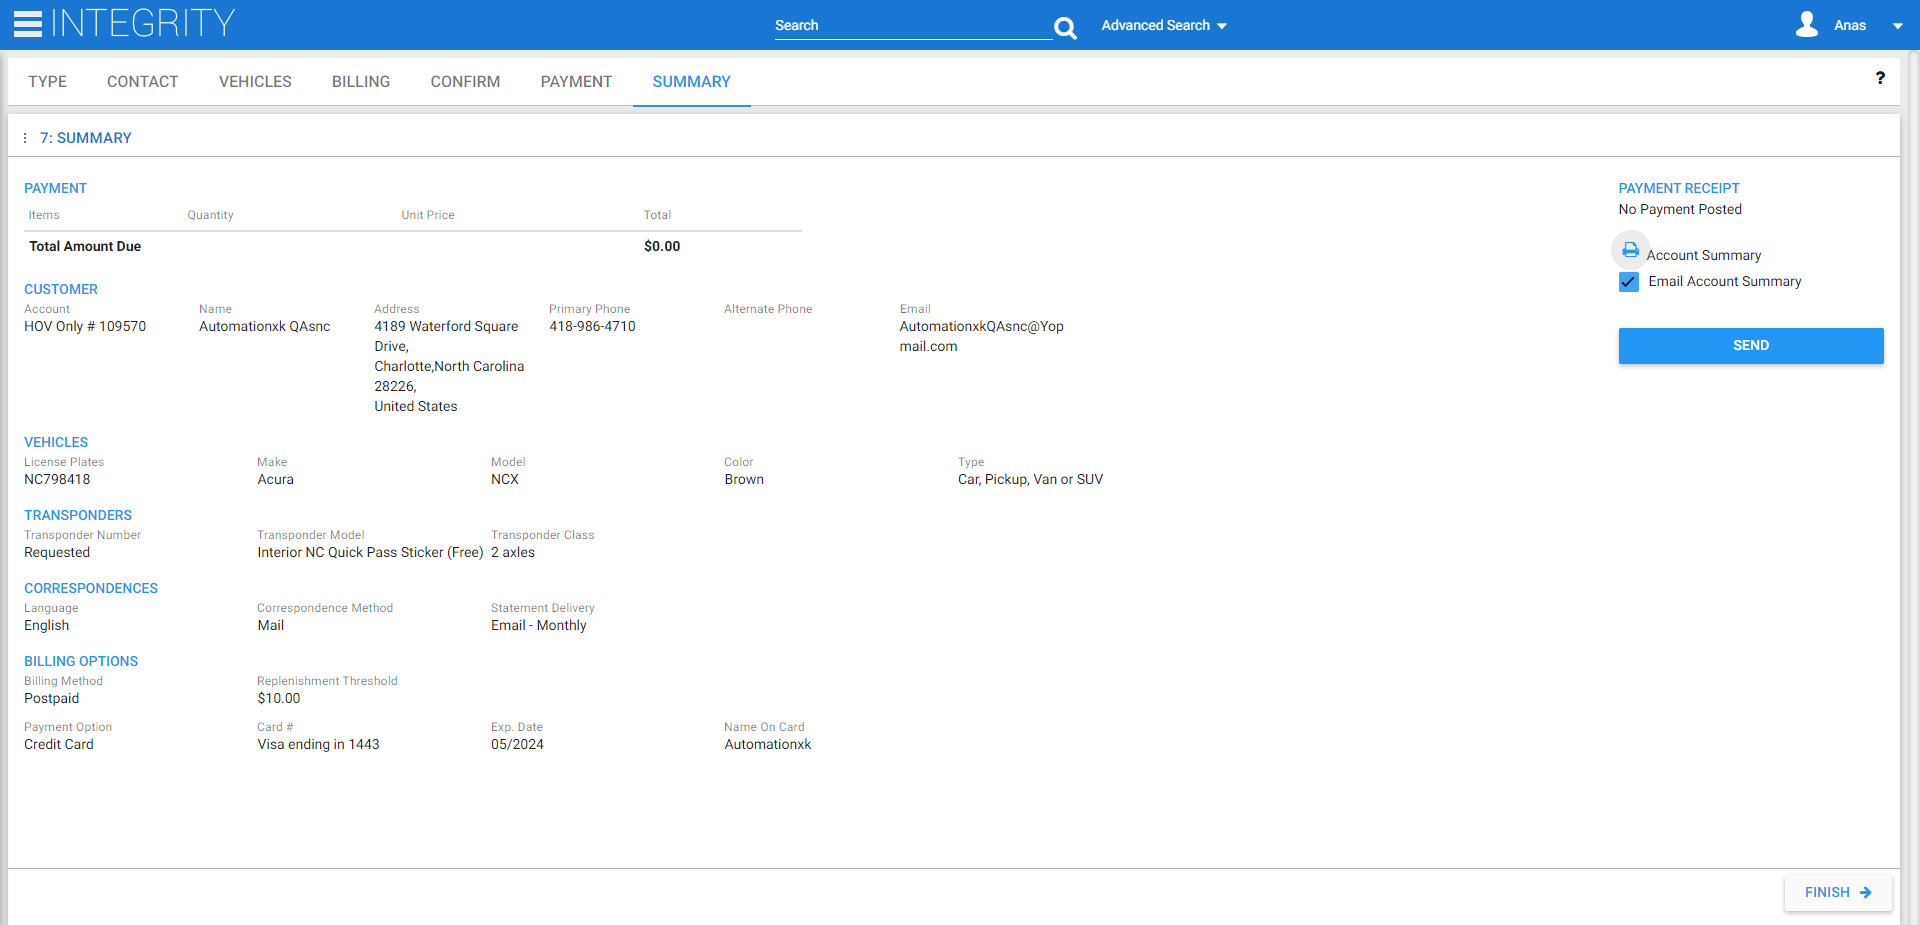 INTEGRITY
Search
Advanced Search
Anas
TYPE CONTACT VEHICLES BILLING CONFIRM PAYMENT SUMMARY
?
7: SUMMARY
PAYMENT
Items Quantity Unit Price Total
Total Amount Due $0.00
CUSTOMER
Account Name Address Primary Phone Alternate Phone Email
HOV Only # 109570 Automationxk QAsnc 4189 Waterford Square 418-986-4710 AutomationxkQAsnc@Yop
Drive, mail.com
Charlotte,North Carolina
28226,
United States
VEHICLES
License Plates Make Model Color Type
NC798418 Acura NCX Brown Car, Pickup, Van or SUV
TRANSPONDERS
Transponder Number Transponder Model Transponder Class
Requested Interior NC Quick Pass Sticker (Free) 2 axles
CORRESPONDENCES
Language Correspondence Method Statement Delivery
English Mail Email - Monthly
BILLING OPTIONS
Billing Method Replenishment Threshold
Postpaid $10.00
Payment Option Card # Exp. Date Name On Card
Credit Card Visa ending in 1443 05/2024 Automationxk
PAYMENT RECEIPT
No Payment Posted
Account Summary
Email Account Summary
SEND
FINISH